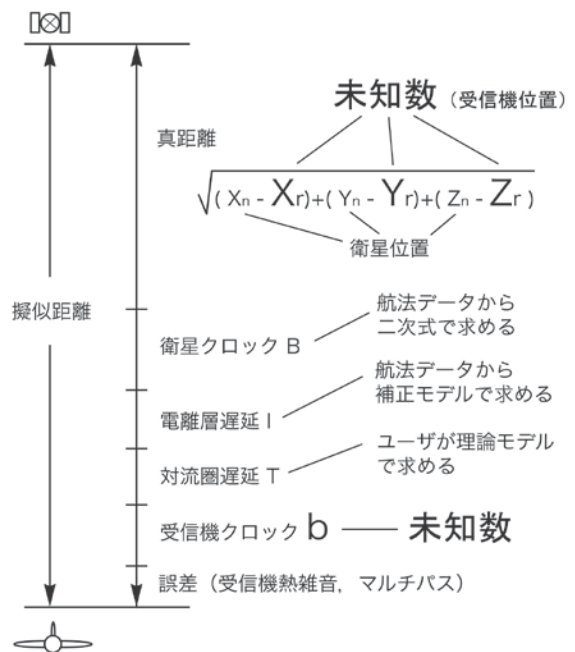 未知数（受信機位置）
真距離
√( Xn - Xr)+( Yn - Yr)+( Zn - Zr )
衛星位置
擬似距離
航法データから
二次式で求める
衛星クロック B
航法データから
補正モデルで求める
電離層遅延 I
ユーザが理論モデル
で求める
対流圏遅延 T
受信機クロック b 未知数
誤差（受信機熱雑音，マルチパス）